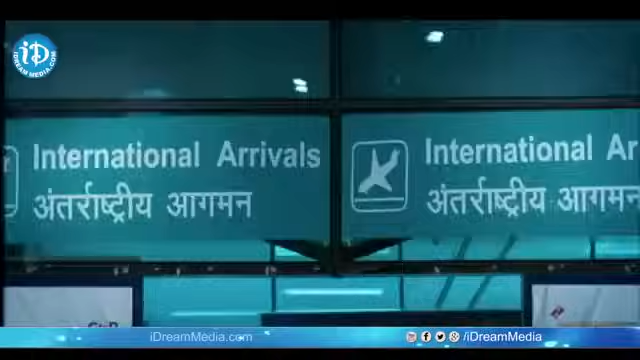 iD
iDREAM MEDIA.COM
International Arrivals
अंतर्राष्ट्रीय आगमन
International Ar
अंतर्राष्ट्रीय आगमन
iDreamMedia.com
/iDreamMedia